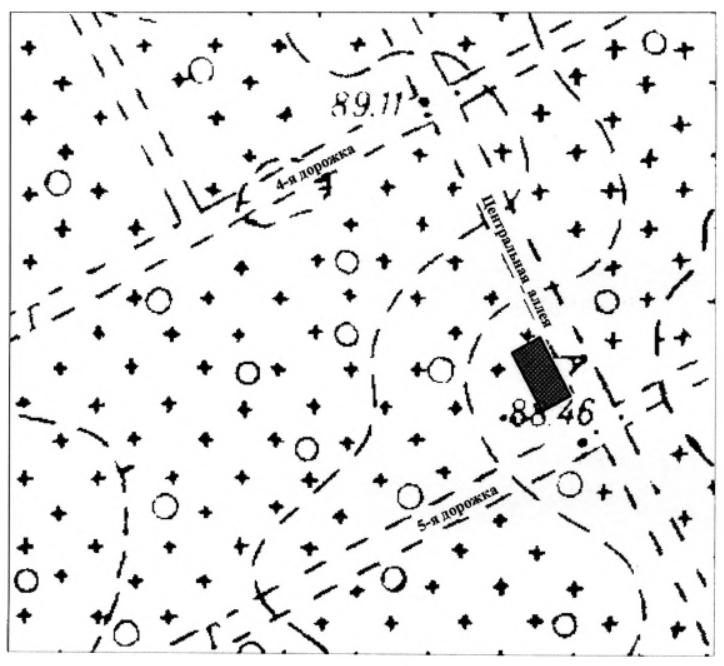 89.11
4-я дорожка
Центральная аллея
А
88.46
5-я дорожка